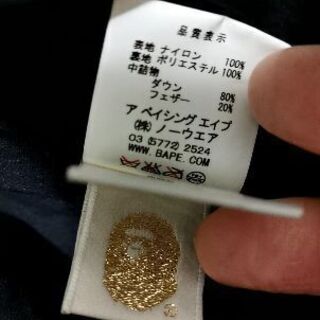 品質表示
表地 ナイロン 100%
裏地 ポリエステル 100%
中詰物
ダウン 80%
フェザー 20%
ア ベイシング エイプ
(株) ノーウエア
03 (5772) 2524
WWW.BAPE.COM